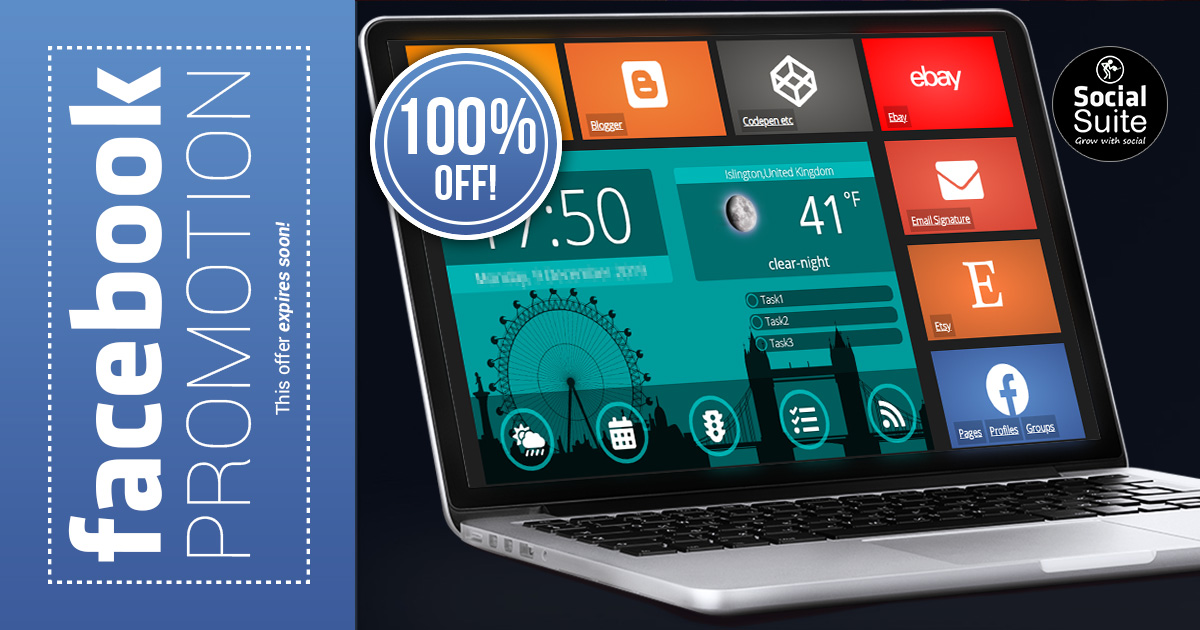 facebook
PROMOTION
This offer expires soon!
100%
OFF!
Blogger
Codepen etc
ebay
Ebay
Social
Suite
Grow with social
:50
Islington,United Kingdom
41°F
clear-night
Email Signature
Task1
Task2
Task3
E
Etsy
Pages Profiles Groups